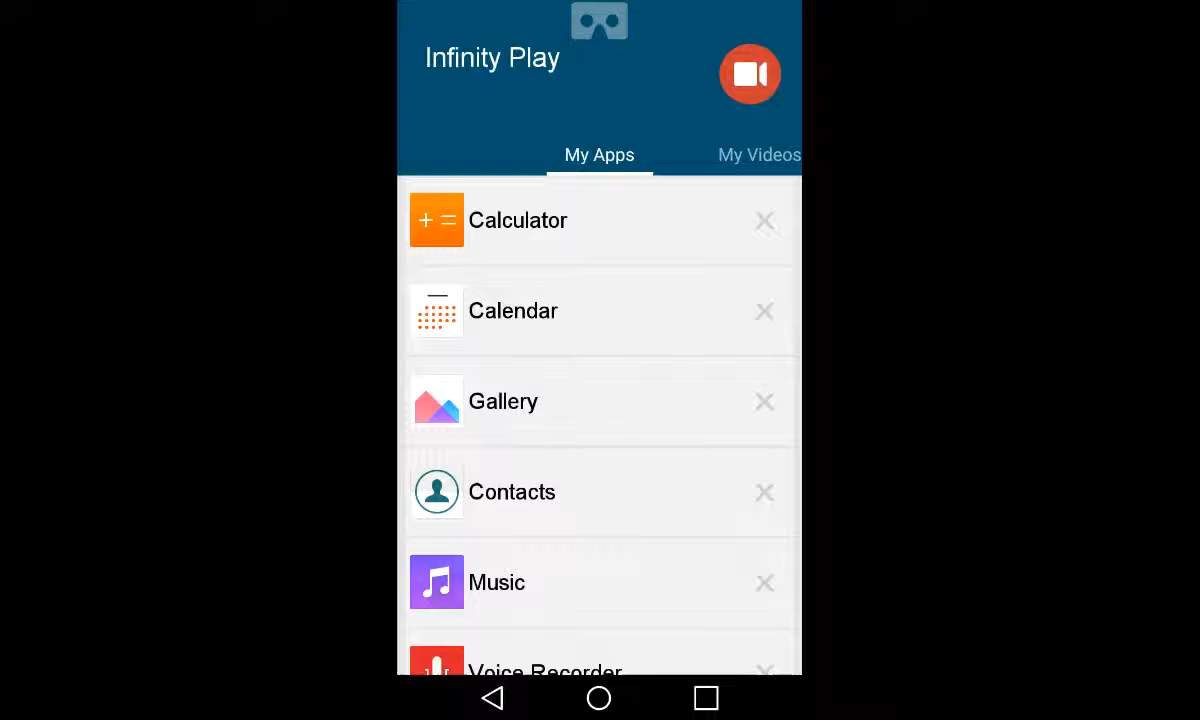 Infinity Play
My Apps
My Videos
Calculator
Calendar
Gallery
Contacts
Music
Voice Recorder